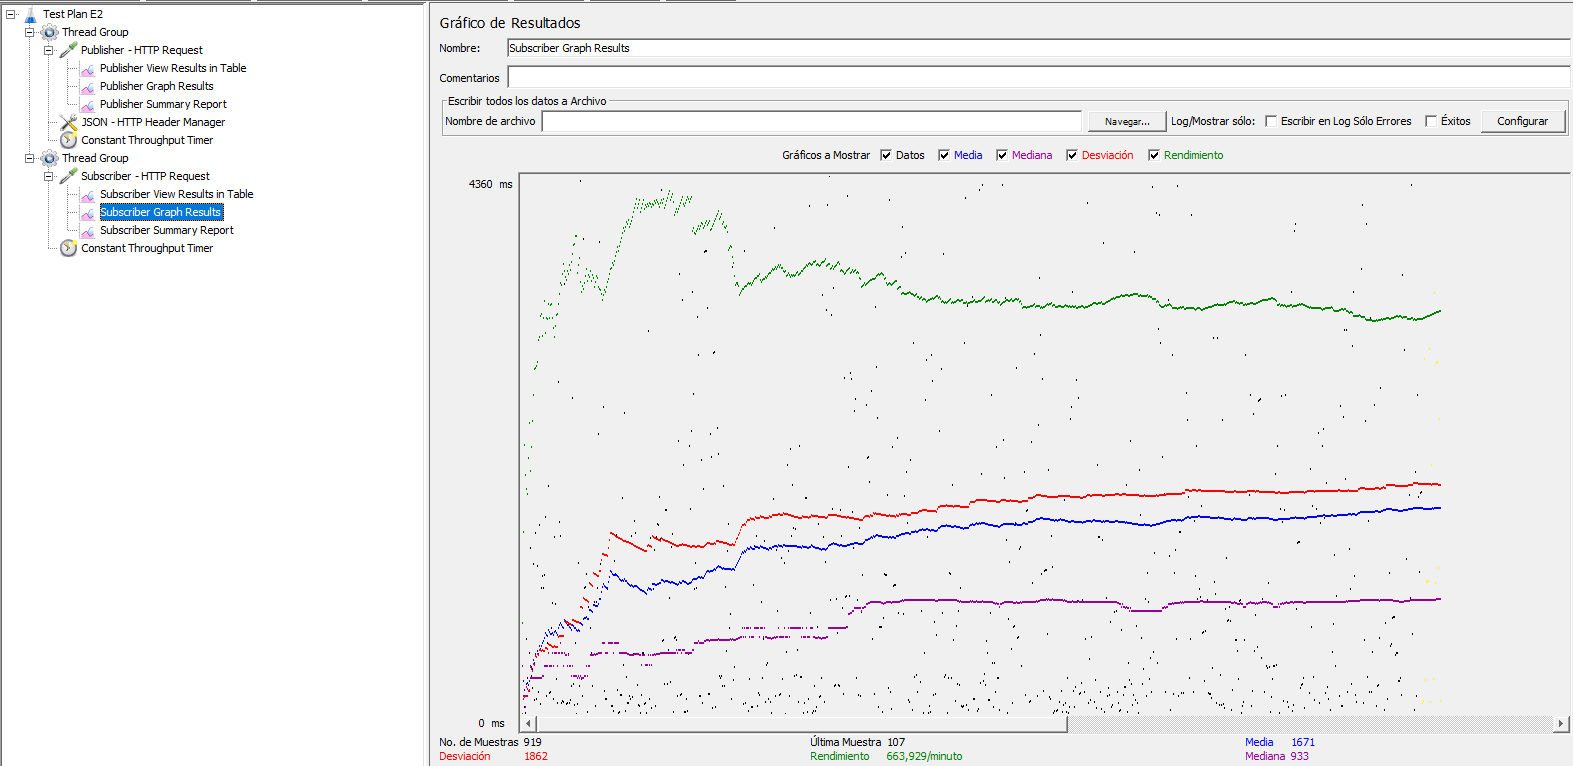 Test Plan E2
Thread Group
Publisher - HTTP Request
Publisher View Results in Table
Publisher Graph Results
Publisher Summary Report
JSON - HTTP Header Manager
Constant Throughput Timer
Thread Group
Subscriber - HTTP Request
Subscriber View Results in Table
Subscriber Graph Results
Subscriber Summary Report
Constant Throughput Timer
Gráfico de Resultados
Nombre: Subscriber Graph Results
Comentarios
Escribir todos los datos a Archivo
Nombre de archivo Navegar... Log/Mostrar sólo: Escribir en Log Sólo Errores Éxitos Configurar
Gráficos a Mostrar Datos Media Mediana Desviación Rendimiento
4360 ms
0 ms
No. de Muestras 919 Última Muestra 107 Media 1671
Desviación 1862 Rendimiento 663,929/minuto Mediana 933